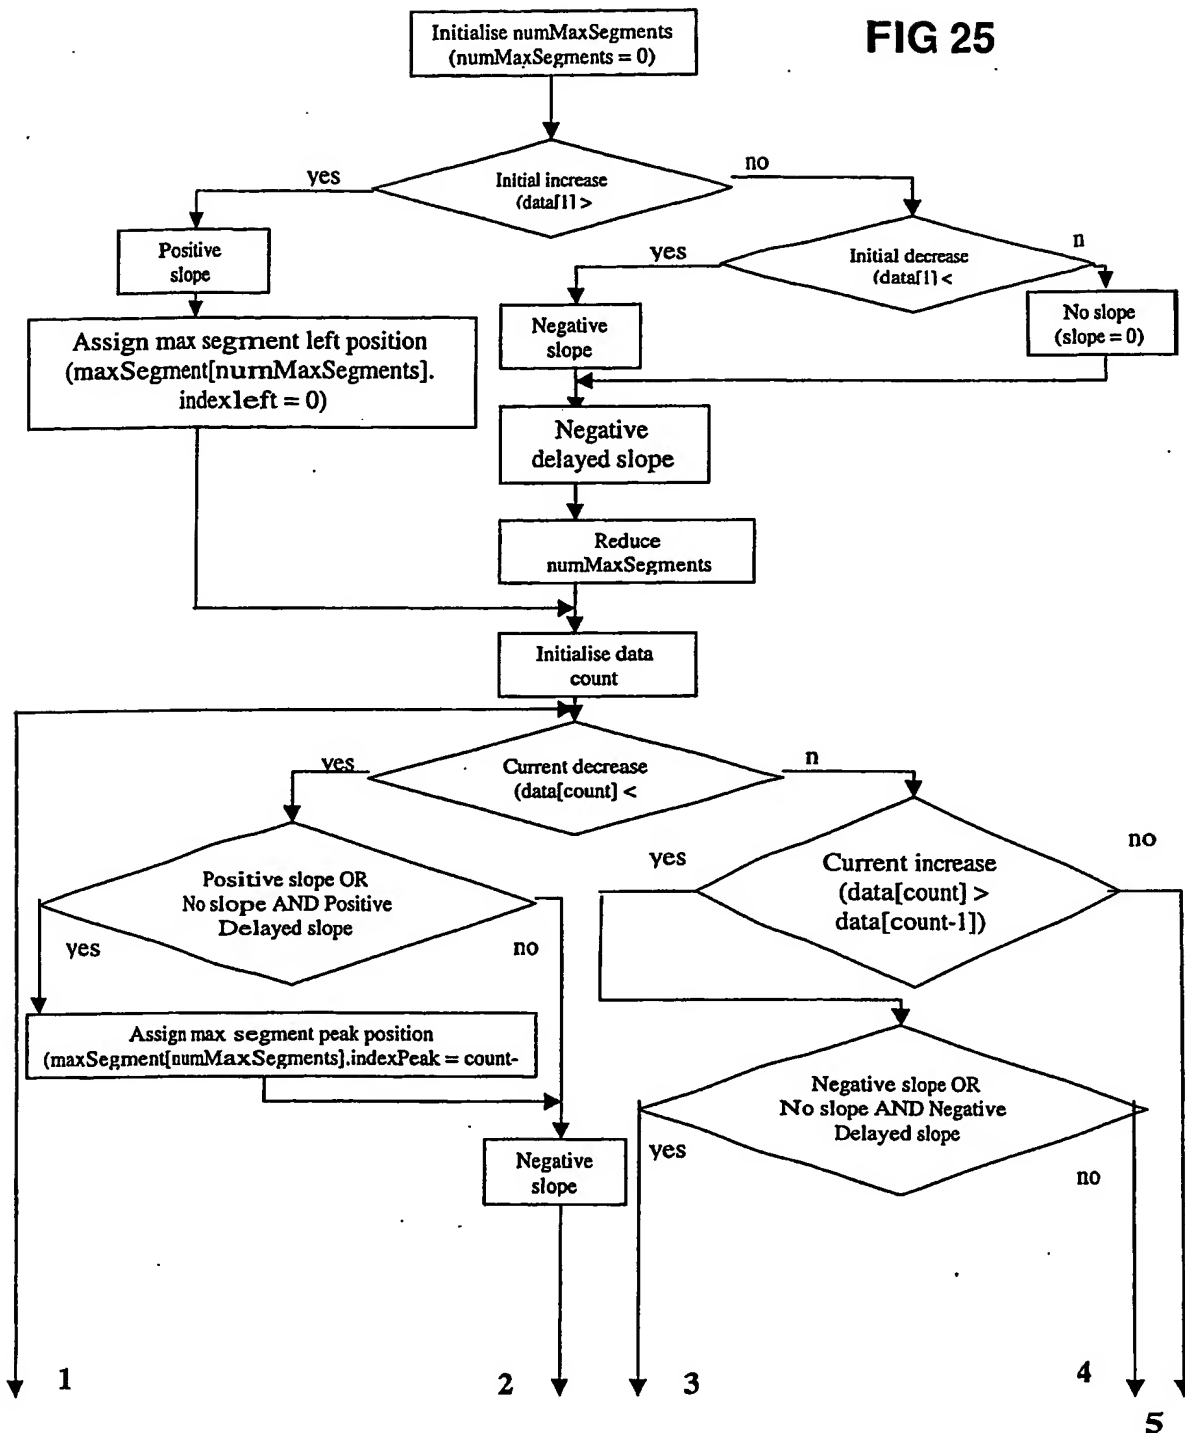 FIG 25
Initialise numMaxSegments
(numMaxSegments = 0)
yes
Initial increase
(data[1] >
no
Positive
slope
yes
Initial decrease
(data[1] <
n
Assign max segment left position
(maxSegment[numMaxSegments].
indexleft = 0)
Negative
slope
No slope
(slope = 0)
Negative
delayed slope
Reduce
numMaxSegments
Initialise data
count
yes
Current decrease
(data[count] <
n
Positive slope OR
No slope AND Positive
Delayed slope
yes
no
yes
Current increase
(data[count] >
data[count-1])
no
Assign max segment peak position
(maxSegment[numMaxSegments].indexPeak = count-
Negative
slope
Negative slope OR
No slope AND Negative
Delayed slope
yes
no
1
2
3
4
5